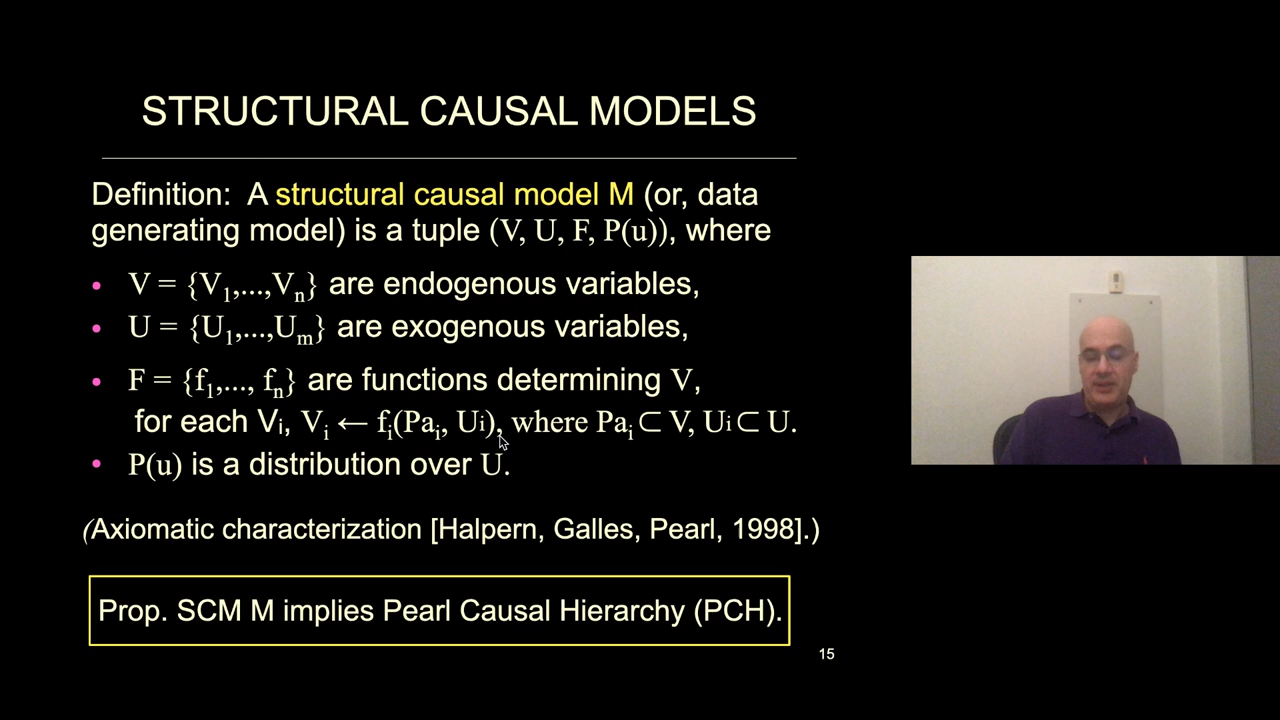 STRUCTURAL CAUSAL MODELS
Definition: A structural causal model M (or, data
generating model) is a tuple (V, U, F, P(u)), where
• V = {V₁,...,Vₙ} are endogenous variables,
• U = {U₁,...,Uₘ} are exogenous variables,
• F = {f₁,..., fₙ} are functions determining V,
for each Vᵢ, Vᵢ ← fᵢ(Paᵢ, Uᵢ), where Paᵢ ⊂ V, Uᵢ ⊂ U.
• P(u) is a distribution over U.
(Axiomatic characterization [Halpern, Galles, Pearl, 1998].)
Prop. SCM M implies Pearl Causal Hierarchy (PCH).
15